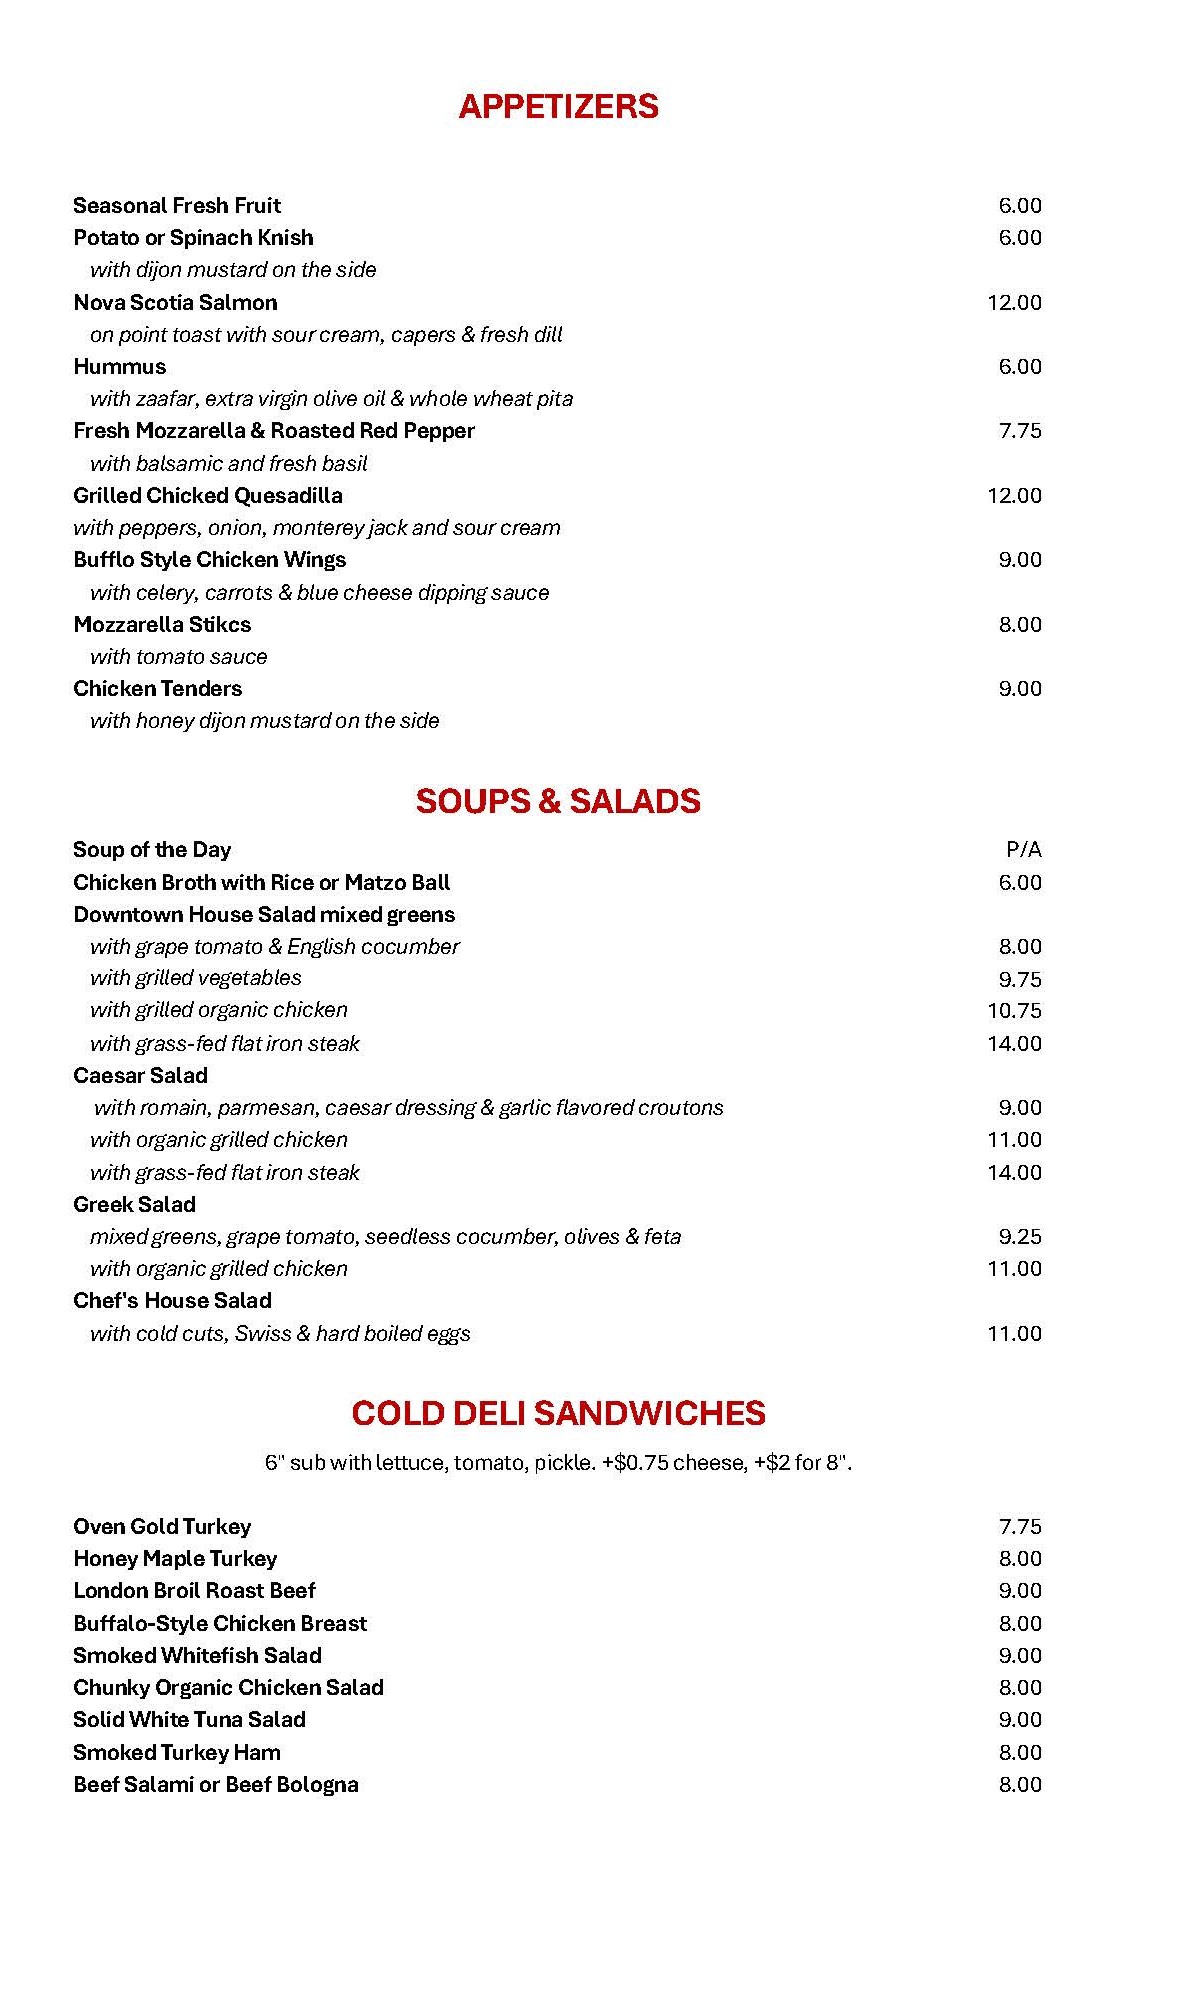 APPETIZERS
Seasonal Fresh Fruit 6.00
Potato or Spinach Knish 6.00
with dijon mustard on the side
Nova Scotia Salmon 12.00
on point toast with sour cream, capers & fresh dill
Hummus 6.00
with zaafar, extra virgin olive oil & whole wheat pita
Fresh Mozzarella & Roasted Red Pepper 7.75
with balsamic and fresh basil
Grilled Chicked Quesadilla 12.00
with peppers, onion, monterey jack and sour cream
Bufflo Style Chicken Wings 9.00
with celery, carrots & blue cheese dipping sauce
Mozzarella Stikcs 8.00
with tomato sauce
Chicken Tenders 9.00
with honey dijon mustard on the side
SOUPS & SALADS
Soup of the Day P/A
Chicken Broth with Rice or Matzo Ball 6.00
Downtown House Salad mixed greens
with grape tomato & English cocumber 8.00
with grilled vegetables 9.75
with grilled organic chicken 10.75
with grass-fed flat iron steak 14.00
Caesar Salad
with romain, parmesan, caesar dressing & garlic flavored croutons 9.00
with organic grilled chicken 11.00
with grass-fed flat iron steak 14.00
Greek Salad
mixed greens, grape tomato, seedless cocumber, olives & feta 9.25
with organic grilled chicken 11.00
Chef's House Salad
with cold cuts, Swiss & hard boiled eggs 11.00
COLD DELI SANDWICHES
6" sub with lettuce, tomato, pickle. +$0.75 cheese, +$2 for 8".
Oven Gold Turkey 7.75
Honey Maple Turkey 8.00
London Broil Roast Beef 9.00
Buffalo-Style Chicken Breast 8.00
Smoked Whitefish Salad 9.00
Chunky Organic Chicken Salad 8.00
Solid White Tuna Salad 9.00
Smoked Turkey Ham 8.00
Beef Salami or Beef Bologna 8.00